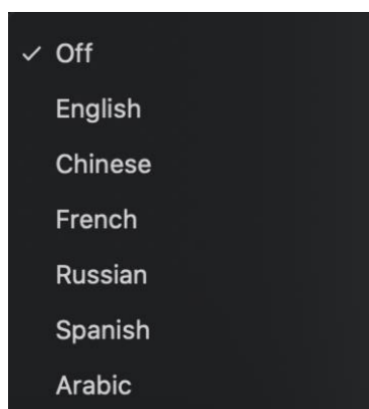 Off
English
Chinese
French
Russian
Spanish
Arabic